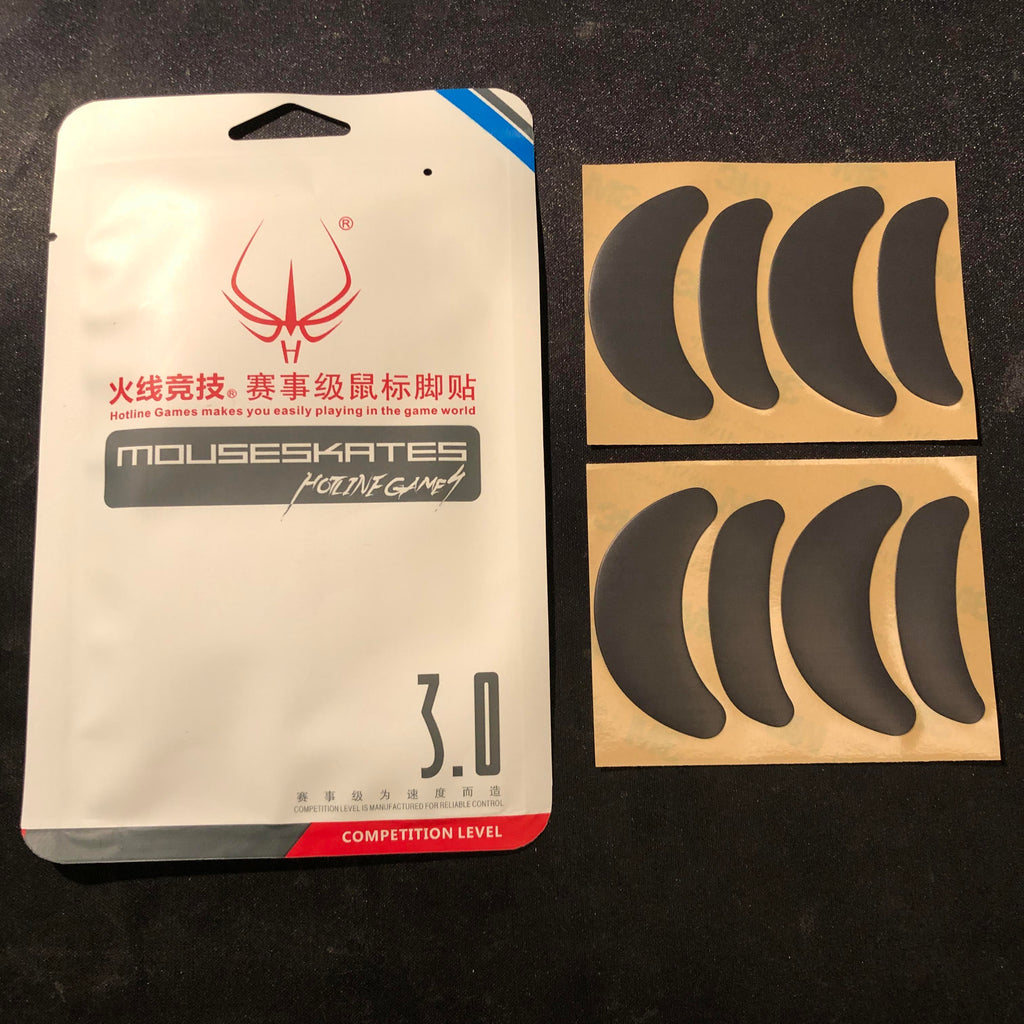 ®
H
火线竞技® 赛事级鼠标脚贴
Hotline Games makes you easily playing in the game world
MOUSESKATES
HOTLINE GAMES
3.0
赛事级为速度而造
COMPETITION LEVEL IS MANUFACTURED FOR RELIABLE CONTROL
COMPETITION LEVEL